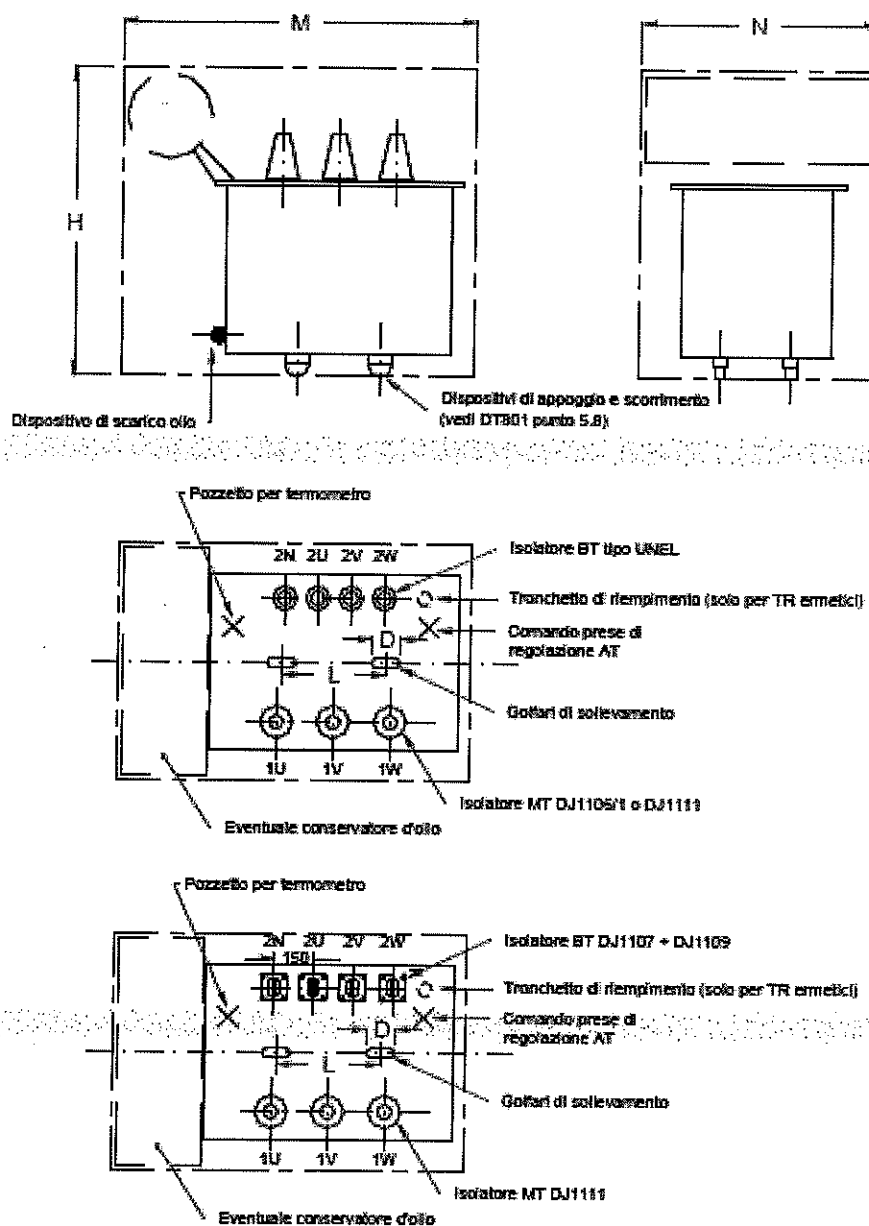 M
N
H
Dispositivo di scarico olio
Dispositivi di appoggio e scorrimento
(vedi DT801 punto 5.8)
Pozzetto per termometro
2N 2U 2V 2W
Isolatore BT tipo UNEL
Tronchetto di riempimento (solo per TR ermetici)
Comando prese di
regolazione AT
D
L
Golfari di sollevamento
1U 1V 1W
Isolatore MT DJ1105/1 o DJ1111
Eventuale conservatore d'olio
Pozzetto per termometro
2N 2U 2V 2W
150
Isolatore BT DJ1107 ÷ DJ1109
Tronchetto di riempimento (solo per TR ermetici)
Comando prese di
regolazione AT
D
L
Golfari di sollevamento
1U 1V 1W
Isolatore MT DJ1111
Eventuale conservatore d'olio